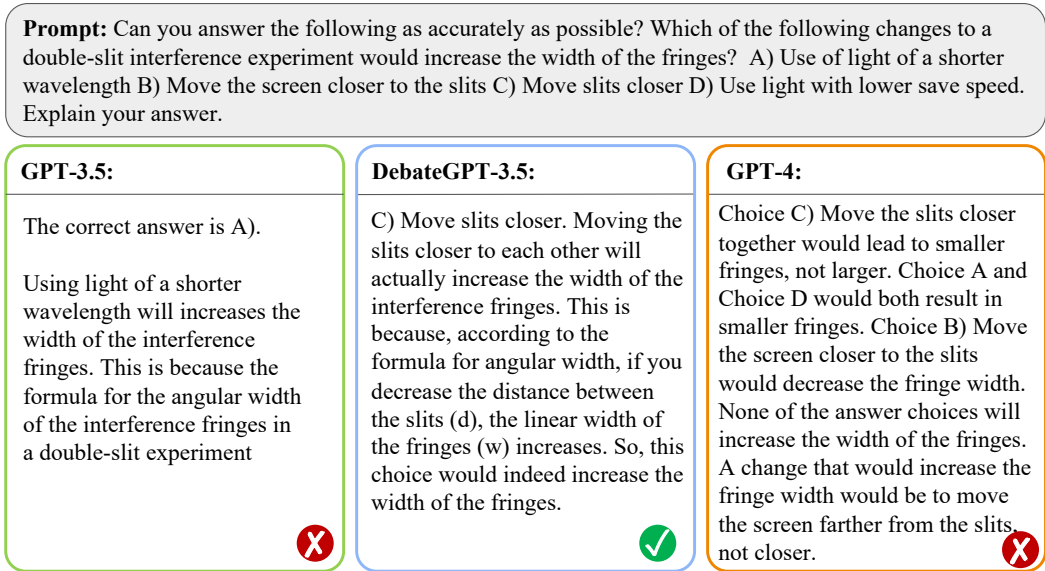 Prompt: Can you answer the following as accurately as possible? Which of the following changes to a
double-slit interference experiment would increase the width of the fringes? A) Use of light of a shorter
wavelength B) Move the screen closer to the slits C) Move slits closer D) Use light with lower save speed.
Explain your answer.
GPT-3.5:
The correct answer is A).
Using light of a shorter
wavelength will increases the
width of the interference
fringes. This is because the
formula for the angular width
of the interference fringes in
a double-slit experiment
DebateGPT-3.5:
C) Move slits closer. Moving the
slits closer to each other will
actually increase the width of the
interference fringes. This is
because, according to the
formula for angular width, if you
decrease the distance between
the slits (d), the linear width of
the fringes (w) increases. So, this
choice would indeed increase the
width of the fringes.
GPT-4:
Choice C) Move the slits closer
together would lead to smaller
fringes, not larger. Choice A and
Choice D would both result in
smaller fringes. Choice B) Move
the screen closer to the slits
would decrease the fringe width.
None of the answer choices will
increase the width of the fringes.
A change that would increase the
fringe width would be to move
the screen farther from the slits,
not closer.